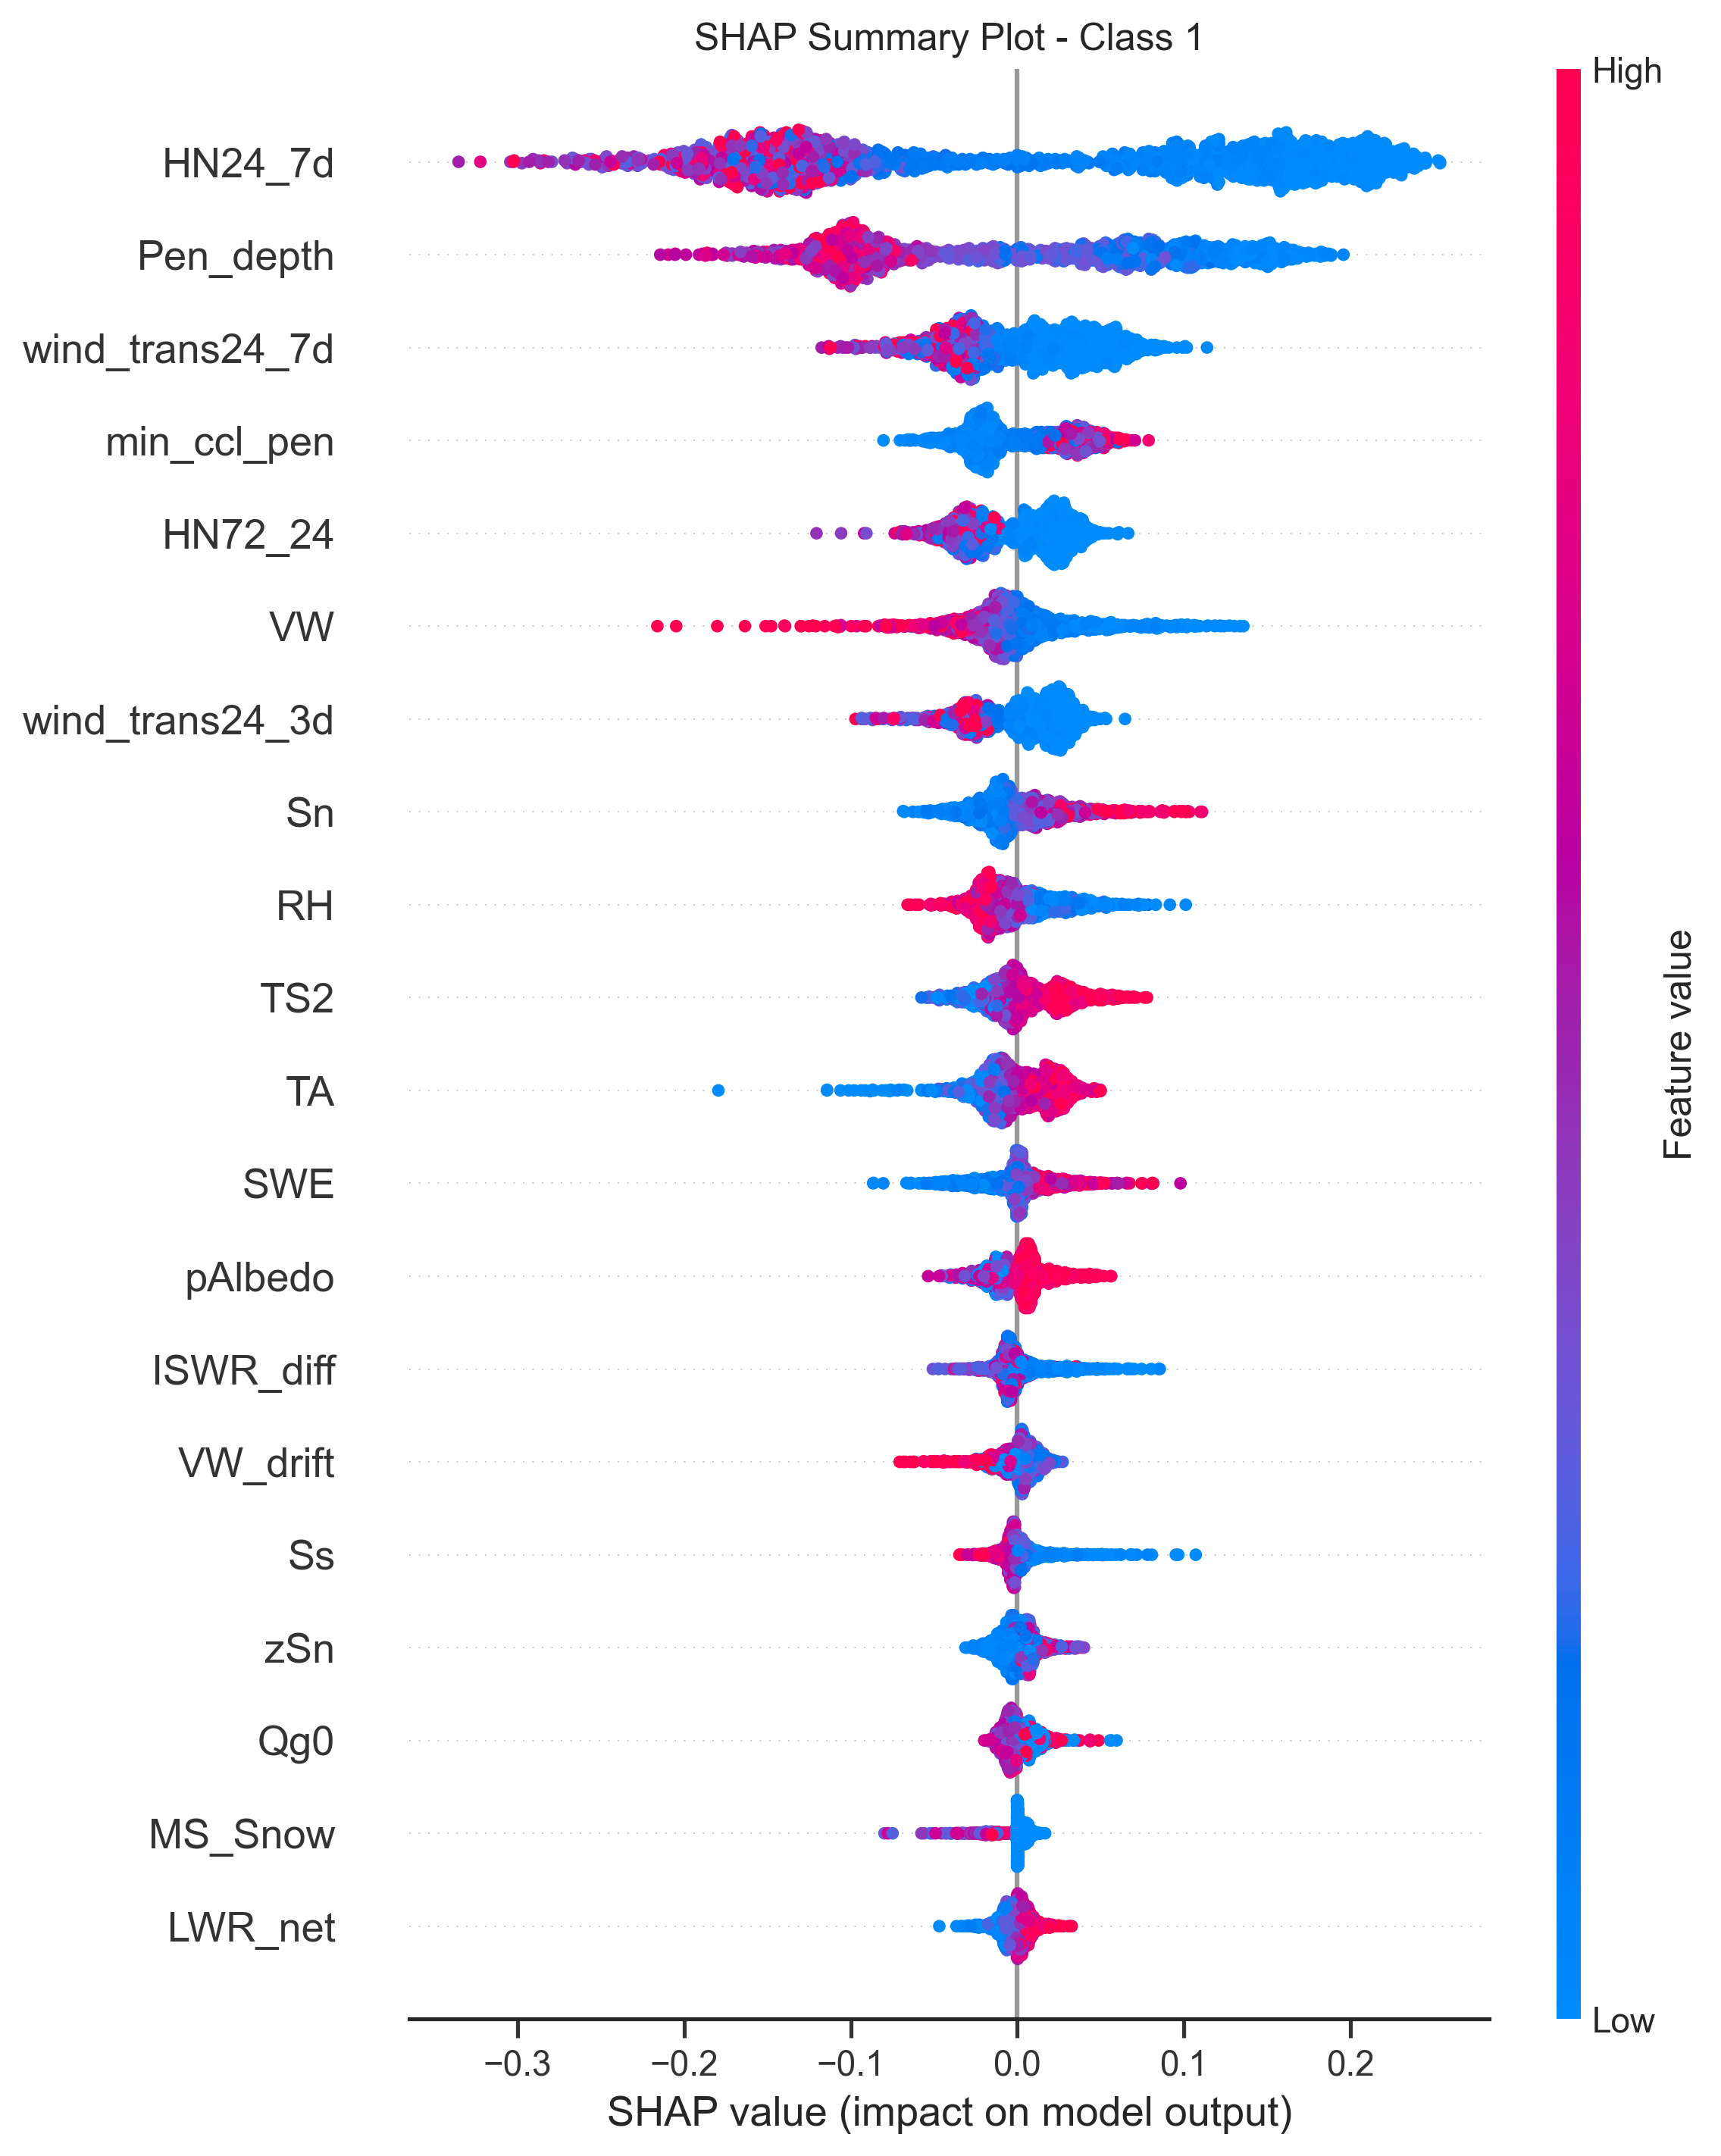 SHAP Summary Plot - Class 1
High
HN24_7d
Pen_depth
wind_trans24_7d
min_ccl_pen
HN72_24
VW
wind_trans24_3d
Sn
RH
TS2
TA
SWE
pAlbedo
ISWR_diff
VW_drift
Ss
zSn
Qg0
MS_Snow
LWR_net
Feature value
Low
−0.3 −0.2 −0.1 0.0 0.1 0.2
SHAP value (impact on model output)